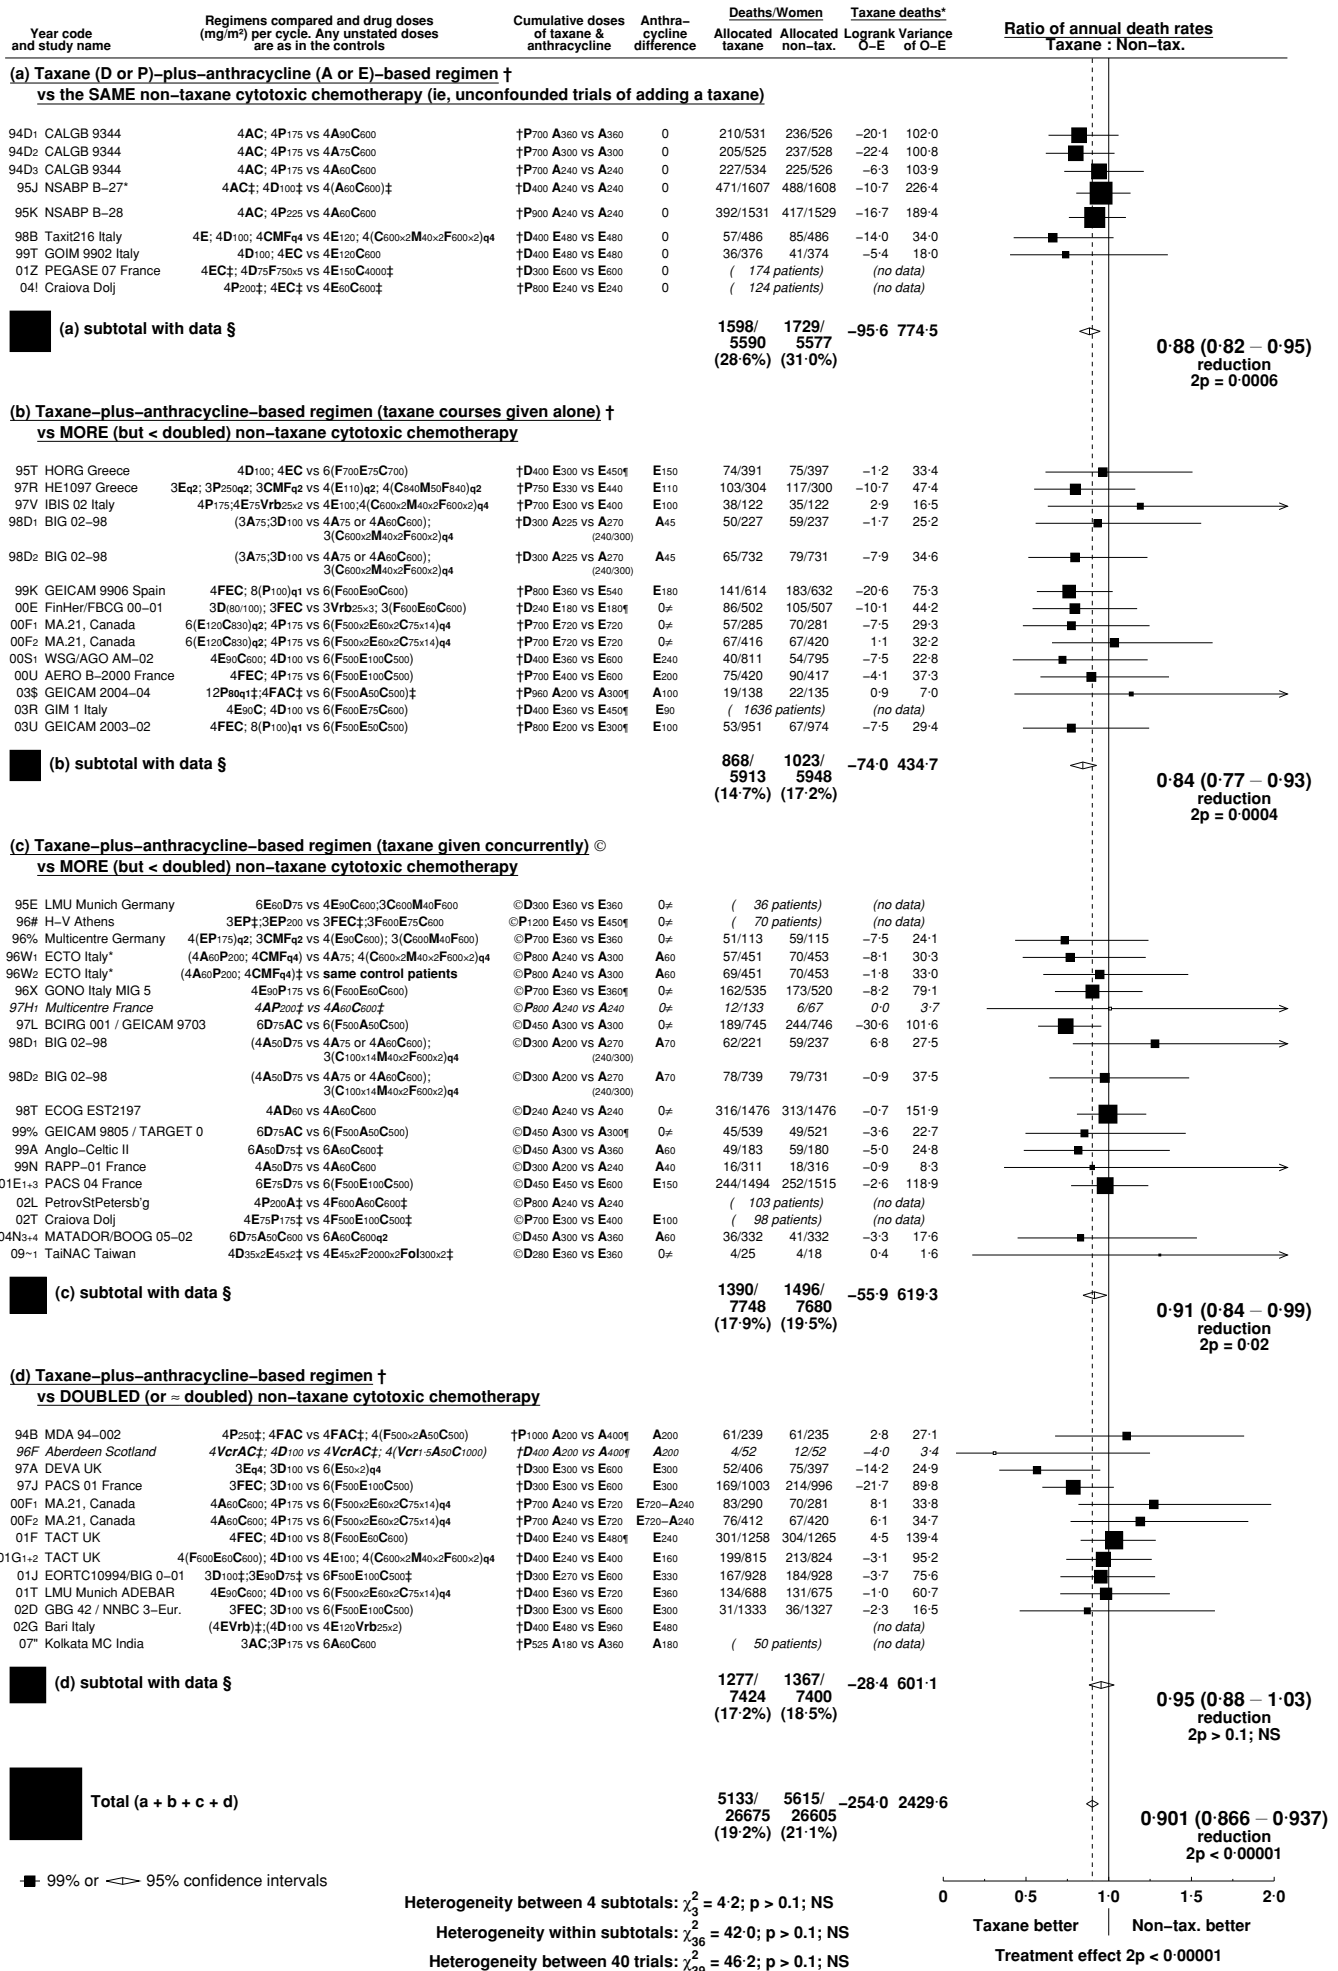 Year code and study name | Regimens compared and drug doses (mg/m²) per cycle. Any unstated doses are as in the controls | Cumulative doses of taxane & anthracycline | Anthra-cycline difference | Deaths/Women Allocated taxane | Allocated non-tax. | Taxane deaths* Logrank O–E | Variance of O–E | Ratio of annual death rates Taxane : Non-tax.
(a) Taxane (D or P)–plus–anthracycline (A or E)–based regimen †
vs the SAME non–taxane cytotoxic chemotherapy (ie, unconfounded trials of adding a taxane)
94D1 CALGB 9344 4AC; 4P175 vs 4A90C600 †P700 A360 vs A360 0 210/531 236/526 −20·1 102·0
94D2 CALGB 9344 4AC; 4P175 vs 4A75C600 †P700 A300 vs A300 0 205/525 237/528 −22·4 100·8
94D3 CALGB 9344 4AC; 4P175 vs 4A60C600 †P700 A240 vs A240 0 227/534 225/526 −6·3 103·9
95J NSABP B−27* 4AC‡; 4D100‡ vs 4(A60C600)‡ †D400 A240 vs A240 0 471/1607 488/1608 −10·7 226·4
95K NSABP B−28 4AC; 4P225 vs 4A60C600 †P900 A240 vs A240 0 392/1531 417/1529 −16·7 189·4
98B Taxit216 Italy 4E; 4D100; 4CMFq4 vs 4E120; 4(C600x2M40x2F600x2)q4 †D400 E480 vs E480 0 57/486 85/486 −14·0 34·0
99T GOIM 9902 Italy 4D100; 4EC vs 4E120C600 †D400 E480 vs E480 0 36/376 41/374 −5·4 18·0
01Z PEGASE 07 France 4EC‡; 4D75F750x5 vs 4E150C4000‡ †D300 E600 vs E600 0 ( 174 patients) (no data)
04! Craiova Dolj 4P200‡; 4EC‡ vs 4E60C600‡ †P800 E240 vs E240 0 ( 124 patients) (no data)
(a) subtotal with data § 1598/5590 (28·6%) 1729/5577 (31·0%) −95·6 774·5
0·88 (0·82 − 0·95)
reduction
2p = 0·0006
(b) Taxane−plus−anthracycline−based regimen (taxane courses given alone) †
vs MORE (but < doubled) non−taxane cytotoxic chemotherapy
95T HORG Greece 4D100; 4EC vs 6(F700E75C700) †D400 E300 vs E450¶ E150 74/391 75/397 −1·2 33·4
97R HE1097 Greece 3Eq2; 3P250q2; 3CMFq2 vs 4(E110)q2; 4(C840M50F840)q2 †P750 E330 vs E440 E110 103/304 117/300 −10·7 47·4
97V IBIS 02 Italy 4P175;4E75Vrb25x2 vs 4E100;4(C600x2M40x2F600x2)q4 †P700 E300 vs E400 E100 38/122 35/122 2·9 16·5
98D1 BIG 02−98 (3A75;3D100 vs 4A75 or 4A60C600); †D300 A225 vs A270 A45 50/227 59/237 −1·7 25·2
3(C600x2M40x2F600x2)q4 (240/300)
98D2 BIG 02−98 (3A75;3D100 vs 4A75 or 4A60C600); †D300 A225 vs A270 A45 65/732 79/731 −7·9 34·6
3(C600x2M40x2F600x2)q4 (240/300)
99K GEICAM 9906 Spain 4FEC; 8(P100)q1 vs 6(F600E90C600) †P800 E360 vs E540 E180 141/614 183/632 −20·6 75·3
00E FinHer/FBCG 00−01 3D(80/100); 3FEC vs 3Vrb25x3; 3(F600E60C600) †D240 E180 vs E180¶ 0≠ 86/502 105/507 −10·1 44·2
00F1 MA.21, Canada 6(E120C830)q2; 4P175 vs 6(F500x2E60x2C75x14)q4 †P700 E720 vs E720 0≠ 57/285 70/281 −7·5 29·3
00F2 MA.21, Canada 6(E120C830)q2; 4P175 vs 6(F500x2E60x2C75x14)q4 †P700 E720 vs E720 0≠ 67/416 67/420 1·1 32·2
00S1 WSG/AGO AM−02 4E90C600; 4D100 vs 6(F500E100C500) †D400 E360 vs E600 E240 40/811 54/795 −7·5 22·8
00U AERO B−2000 France 4FEC; 4P175 vs 6(F500E100C500) †P700 E400 vs E600 E200 75/420 90/417 −4·1 37·3
03$ GEICAM 2004−04 12P80q1‡;4FAC‡ vs 6(F500A50C500)‡ †P960 A200 vs A300¶ A100 19/138 22/135 0·9 7·0
03R GIM 1 Italy 4E90C; 4D100 vs 6(F600E75C600) †D400 E360 vs E450¶ E90 ( 1636 patients) (no data)
03U GEICAM 2003−02 4FEC; 8(P100)q1 vs 6(F500E50C500) †P800 E200 vs E300¶ E100 53/951 67/974 −7·5 29·4
(b) subtotal with data § 868/5913 (14·7%) 1023/5948 (17·2%) −74·0 434·7
0·84 (0·77 − 0·93)
reduction
2p = 0·0004
(c) Taxane−plus−anthracycline−based regimen (taxane given concurrently) ©
vs MORE (but < doubled) non−taxane cytotoxic chemotherapy
95E LMU Munich Germany 6E60D75 vs 4E90C600;3C600M40F600 ©D300 E360 vs E360 0≠ ( 36 patients) (no data)
96# H−V Athens 3EP‡;3EP200 vs 3FEC‡;3F600E75C600 ©P1200 E450 vs E450¶ 0≠ ( 70 patients) (no data)
96% Multicentre Germany 4(EP175)q2; 3CMFq2 vs 4(E90C600); 3(C600M40F600) ©P700 E360 vs E360 0≠ 51/113 59/115 −7·5 24·1
96W1 ECTO Italy* (4A60P200; 4CMFq4) vs 4A75; 4(C600x2M40x2F600x2)q4 ©P800 A240 vs A300 A60 57/451 70/453 −8·1 30·3
96W2 ECTO Italy* (4A60P200; 4CMFq4)‡ vs same control patients ©P800 A240 vs A300 A60 69/451 70/453 −1·8 33·0
96X GONO Italy MIG 5 4E90P175 vs 6(F600E60C600) ©P700 E360 vs E360¶ 0≠ 162/535 173/520 −8·2 79·1
97H1 Multicentre France 4AP200‡ vs 4A60C600‡ ©P800 A240 vs A240 0≠ 12/133 6/67 0·0 3·7
97L BCIRG 001 / GEICAM 9703 6D75AC vs 6(F500A50C500) ©D450 A300 vs A300 0≠ 189/745 244/746 −30·6 101·6
98D1 BIG 02−98 (4A50D75 vs 4A75 or 4A60C600); ©D300 A200 vs A270 A70 62/221 59/237 6·8 27·5
3(C100x14M40x2F600x2)q4 (240/300)
98D2 BIG 02−98 (4A50D75 vs 4A75 or 4A60C600); ©D300 A200 vs A270 A70 78/739 79/731 −0·9 37·5
3(C100x14M40x2F600x2)q4 (240/300)
98T ECOG EST2197 4AD60 vs 4A60C600 ©D240 A240 vs A240 0≠ 316/1476 313/1476 −0·7 151·9
99% GEICAM 9805 / TARGET 0 6D75AC vs 6(F500A50C500) ©D450 A300 vs A300¶ 0≠ 45/539 49/521 −3·6 22·7
99A Anglo−Celtic II 6A50D75‡ vs 6A60C600‡ ©D450 A300 vs A360 A60 49/183 59/180 −5·0 24·8
99N RAPP−01 France 4A50D75 vs 4A60C600 ©D300 A200 vs A240 A40 16/311 18/316 −0·9 8·3
01E1+3 PACS 04 France 6E75D75 vs 6(F500E100C500) ©D450 E450 vs E600 E150 244/1494 252/1515 −2·6 118·9
02L PetrovStPetersb'g 4P200A‡ vs 4F600A60C600‡ ©P800 A240 vs A240 ( 103 patients) (no data)
02T Craiova Dolj 4E75P175‡ vs 4F500E100C500‡ ©P700 E300 vs E400 E100 ( 98 patients) (no data)
04N3+4 MATADOR/BOOG 05−02 6D75A50C600 vs 6A60C600q2 ©D450 A300 vs A360 A60 36/332 41/332 −3·3 17·6
09~1 TaiNAC Taiwan 4D35x2E45x2‡ vs 4E45x2F2000x2Fol300x2‡ ©D280 E360 vs E360 0≠ 4/25 4/18 0·4 1·6
(c) subtotal with data § 1390/7748 (17·9%) 1496/7680 (19·5%) −55·9 619·3
0·91 (0·84 − 0·99)
reduction
2p = 0·02
(d) Taxane−plus−anthracycline−based regimen †
vs DOUBLED (or ≈ doubled) non−taxane cytotoxic chemotherapy
94B MDA 94−002 4P250‡; 4FAC vs 4FAC‡; 4(F500x2A50C500) †P1000 A200 vs A400¶ A200 61/239 61/235 2·8 27·1
96F Aberdeen Scotland 4VcrAC‡; 4D100 vs 4VcrAC‡; 4(Vcr1·5A50C1000) †D400 A200 vs A400¶ A200 4/52 12/52 −4·0 3·4
97A DEVA UK 3Eq4; 3D100 vs 6(E50x2)q4 †D300 E300 vs E600 E300 52/406 75/397 −14·2 24·9
97J PACS 01 France 3FEC; 3D100 vs 6(F500E100C500) †D300 E300 vs E600 E300 169/1003 214/996 −21·7 89·8
00F1 MA.21, Canada 4A60C600; 4P175 vs 6(F500x2E60x2C75x14)q4 †P700 A240 vs E720 E720−A240 83/290 70/281 8·1 33·8
00F2 MA.21, Canada 4A60C600; 4P175 vs 6(F500x2E60x2C75x14)q4 †P700 A240 vs E720 E720−A240 76/412 67/420 6·1 34·7
01F TACT UK 4FEC; 4D100 vs 8(F600E60C600) †D400 E240 vs E480¶ E240 301/1258 304/1265 4·5 139·4
01G1+2 TACT UK 4(F600E60C600); 4D100 vs 4E100; 4(C600x2M40x2F600x2)q4 †D400 E240 vs E400 E160 199/815 213/824 −3·1 95·2
01J EORTC10994/BIG 0−01 3D100‡;3E90D75‡ vs 6F500E100C500‡ †D300 E270 vs E600 E330 167/928 184/928 −3·7 75·6
01T LMU Munich ADEBAR 4E90C600; 4D100 vs 6(F500x2E60x2C75x14)q4 †D400 E360 vs E720 E360 134/688 131/675 −1·0 60·7
02D GBG 42 / NNBC 3−Eur. 3FEC; 3D100 vs 6(F500E100C500) †D300 E300 vs E600 E300 31/1333 36/1327 −2·3 16·5
02G Bari Italy (4EVrb)‡;(4D100 vs 4E120Vrb25x2) †D400 E480 vs E960 E480 (no data)
07" Kolkata MC India 3AC;3P175 vs 6A60C600 †P525 A180 vs A360 A180 ( 50 patients) (no data)
(d) subtotal with data § 1277/7424 (17·2%) 1367/7400 (18·5%) −28·4 601·1
0·95 (0·88 − 1·03)
reduction
2p > 0.1; NS
Total (a + b + c + d) 5133/26675 (19·2%) 5615/26605 (21·1%) −254·0 2429·6
0·901 (0·866 − 0·937)
reduction
2p < 0·00001
99% or 95% confidence intervals
Heterogeneity between 4 subtotals: χ²3 = 4·2; p > 0.1; NS
Heterogeneity within subtotals: χ²36 = 42·0; p > 0.1; NS
Heterogeneity between 40 trials: χ²39 = 46·2; p > 0.1; NS
0 0·5 1·0 1·5 2·0
Taxane better Non−tax. better
Treatment effect 2p < 0·00001